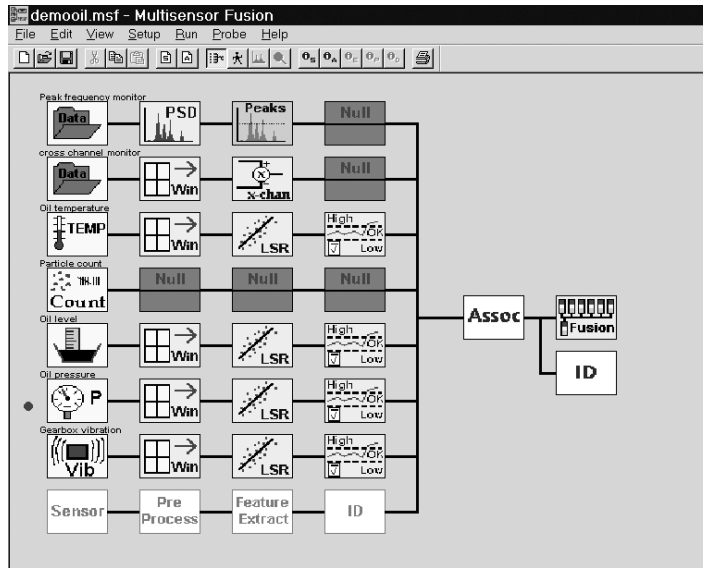 demooil.msf - Multisensor Fusion
File Edit View Setup Run Probe Help
Peak frequency monitor
Data PSD Peaks Null
cross channel monitor
Data Win x-chan Null
Oil temperature
TEMP Win LSR High OK Low
Particle count
Count Null Null Null
Assoc Fusion
Oil level
Win LSR High OK Low
ID
Oil pressure
P Win LSR High OK Low
Gearbox vibration
Vib Win LSR High OK Low
Sensor Pre Process Feature Extract ID